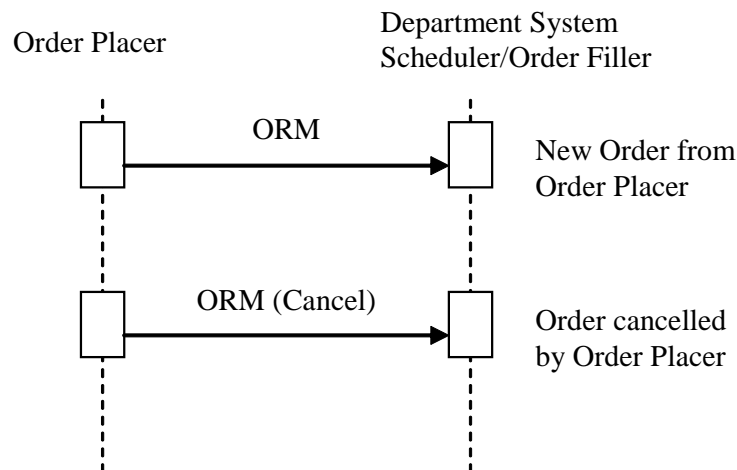 Order Placer
Department System
Scheduler/Order Filler
ORM
New Order from
Order Placer
ORM (Cancel)
Order cancelled
by Order Placer